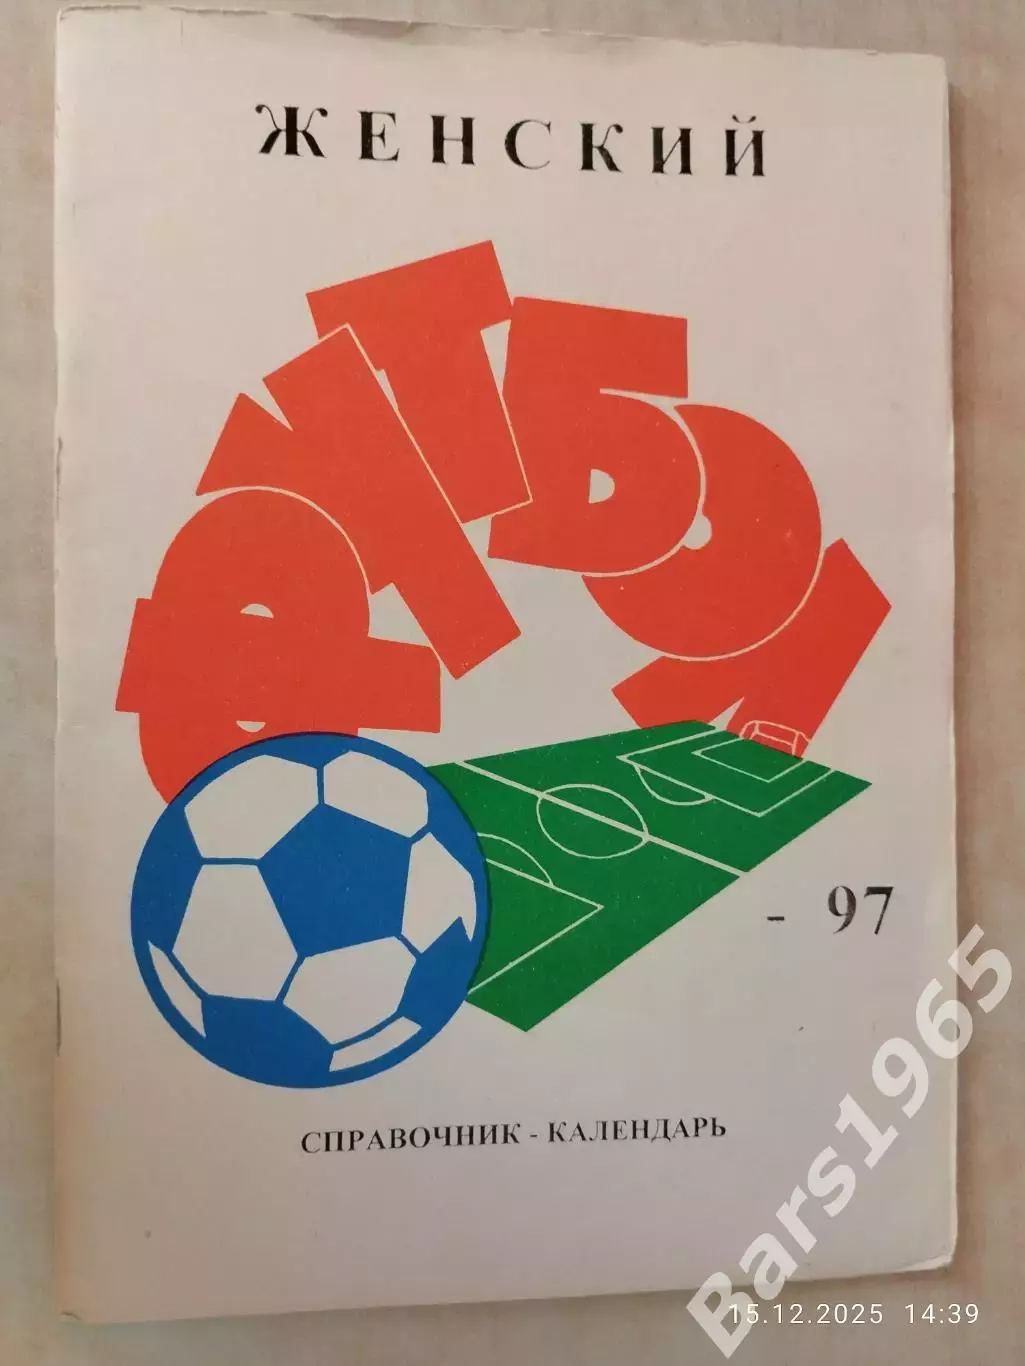 ЖЕНСКИЙ
ФУТБОЛ
- 97
СПРАВОЧНИК - КАЛЕНДАРЬ
Bars1965
15.12.2025 14:39